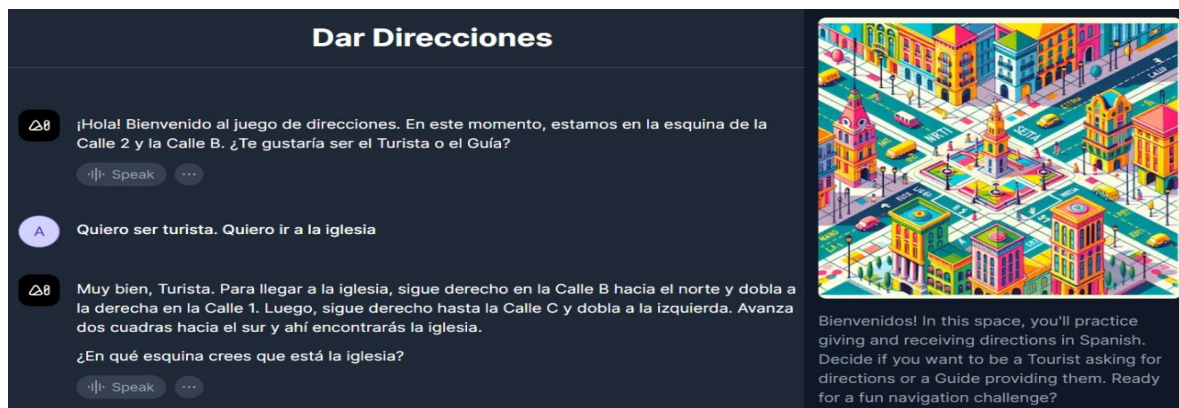 Dar Direcciones
¡Hola! Bienvenido al juego de direcciones. En este momento, estamos en la esquina de la
Calle 2 y la Calle B. ¿Te gustaría ser el Turista o el Guía?
Speak
A
Quiero ser turista. Quiero ir a la iglesia
Muy bien, Turista. Para llegar a la iglesia, sigue derecho en la Calle B hacia el norte y dobla a
la derecha en la Calle 1. Luego, sigue derecho hasta la Calle C y dobla a la izquierda. Avanza
dos cuadras hacia el sur y ahí encontrarás la iglesia.
¿En qué esquina crees que está la iglesia?
Speak
NRTI
SEITA
Bienvenidos! In this space, you'll practice
giving and receiving directions in Spanish.
Decide if you want to be a Tourist asking for
directions or a Guide providing them. Ready
for a fun navigation challenge?